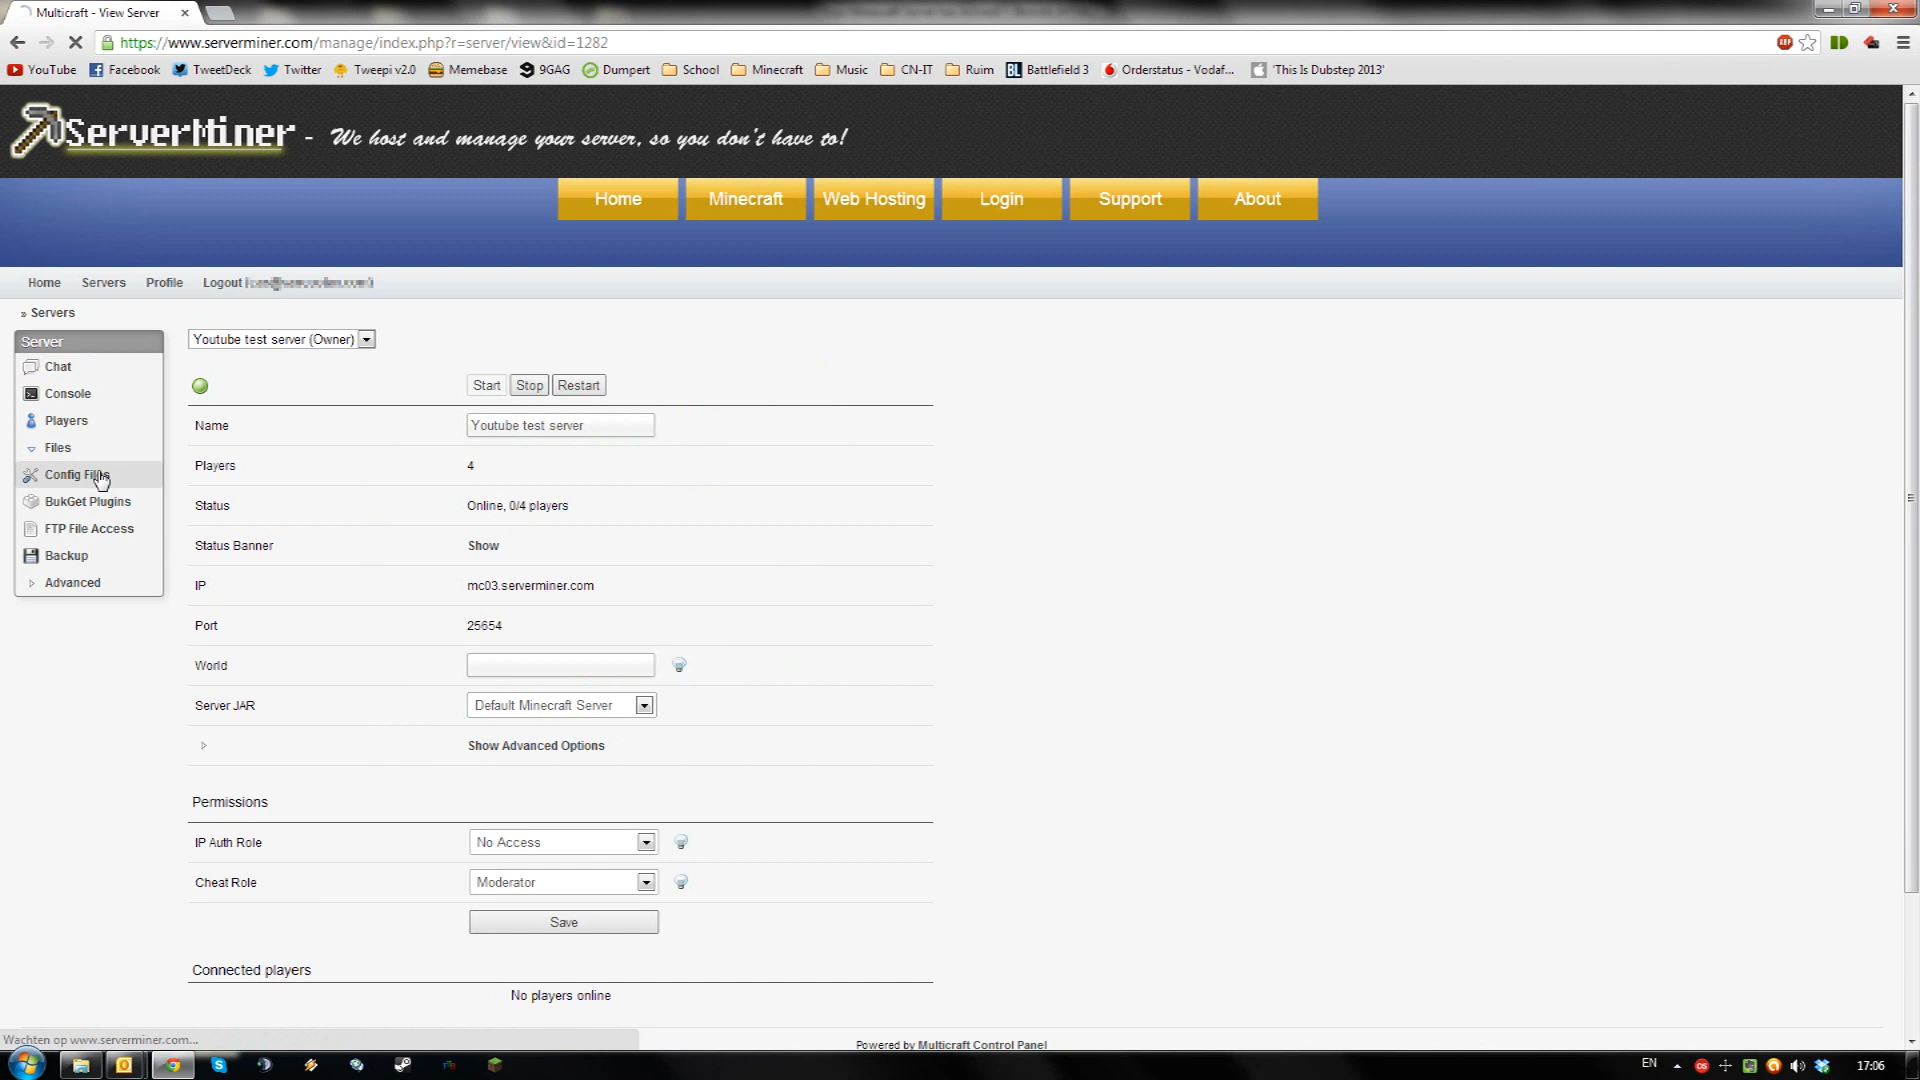 Multicraft - View Server
https://www.serverminer.com/manage/index.php?r=server/view&id=1282
YouTube Facebook TweetDeck Twitter Tweepi v2.0 Memebase 9GAG Dumpert School Minecraft Music CN-IT Ruim Battlefield 3 Orderstatus - Vodaf... 'This Is Dubstep 2013'
ServerMiner - We host and manage your server, so you don't have to!
Home Minecraft Web Hosting Login Support About
Home Servers Profile Logout
» Servers
Server
Chat
Console
Players
Files
Config Files
BukGet Plugins
FTP File Access
Backup
Advanced
Youtube test server (Owner)
Start Stop Restart
Name Youtube test server
Players 4
Status Online, 0/4 players
Status Banner Show
IP mc03.serverminer.com
Port 25654
World
Server JAR Default Minecraft Server
Show Advanced Options
Permissions
IP Auth Role No Access
Cheat Role Moderator
Save
Connected players
No players online
Wachten op www.serverminer.com...
Powered by Multicraft Control Panel
EN 17:06